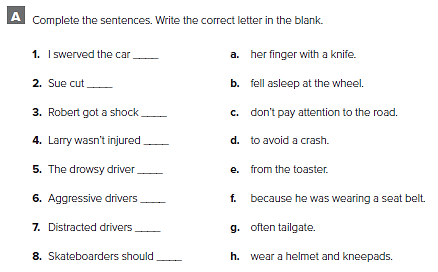 A Complete the sentences. Write the correct letter in the blank.
1. I swerved the car _____ a. her finger with a knife.
2. Sue cut _____ b. fell asleep at the wheel.
3. Robert got a shock _____ c. don't pay attention to the road.
4. Larry wasn't injured _____ d. to avoid a crash.
5. The drowsy driver _____ e. from the toaster.
6. Aggressive drivers _____ f. because he was wearing a seat belt.
7. Distracted drivers _____ g. often tailgate.
8. Skateboarders should _____ h. wear a helmet and kneepads.